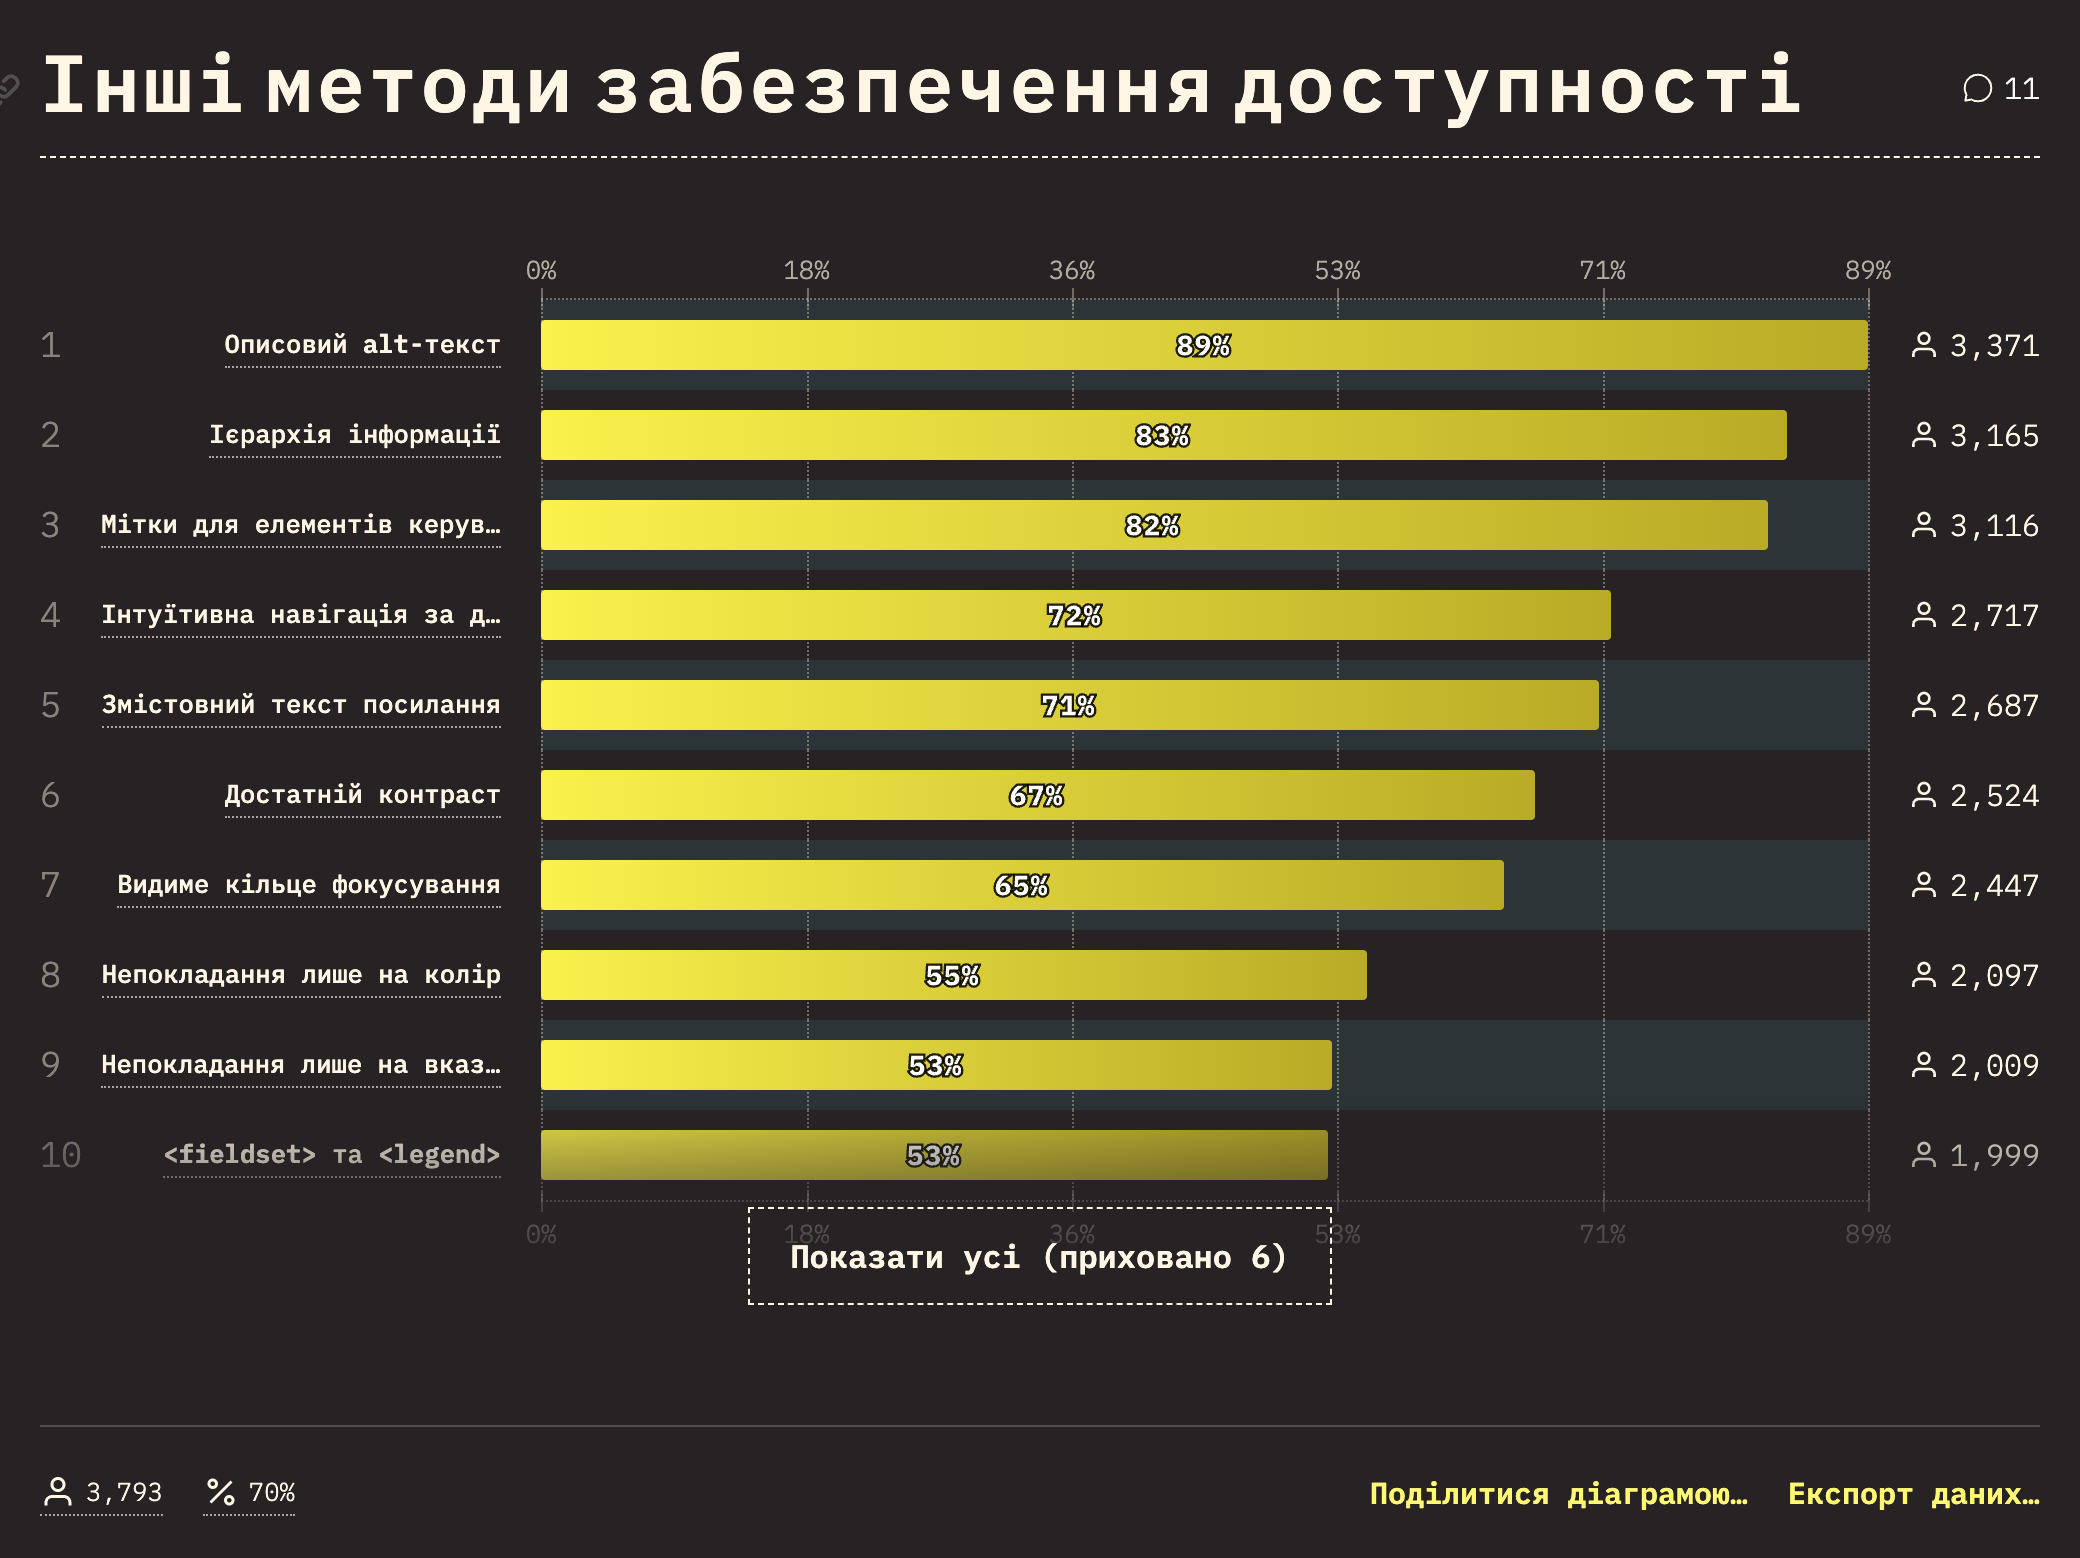 Інші методи забезпечення доступності
11
0% 18% 36% 53% 71% 89%
1 Описовий alt-текст 89% 3,371
2 Ієрархія інформації 83% 3,165
3 Мітки для елементів керув… 82% 3,116
4 Інтуїтивна навігація за д… 72% 2,717
5 Змістовний текст посилання 71% 2,687
6 Достатній контраст 67% 2,524
7 Видиме кільце фокусування 65% 2,447
8 Непокладання лише на колір 55% 2,097
9 Непокладання лише на вказ… 53% 2,009
10 <fieldset> та <legend> 53% 1,999
0% 18% 36% 53% 71% 89%
Показати усі (приховано 6)
3,793 70% Поділитися діаграмою… Експорт даних…